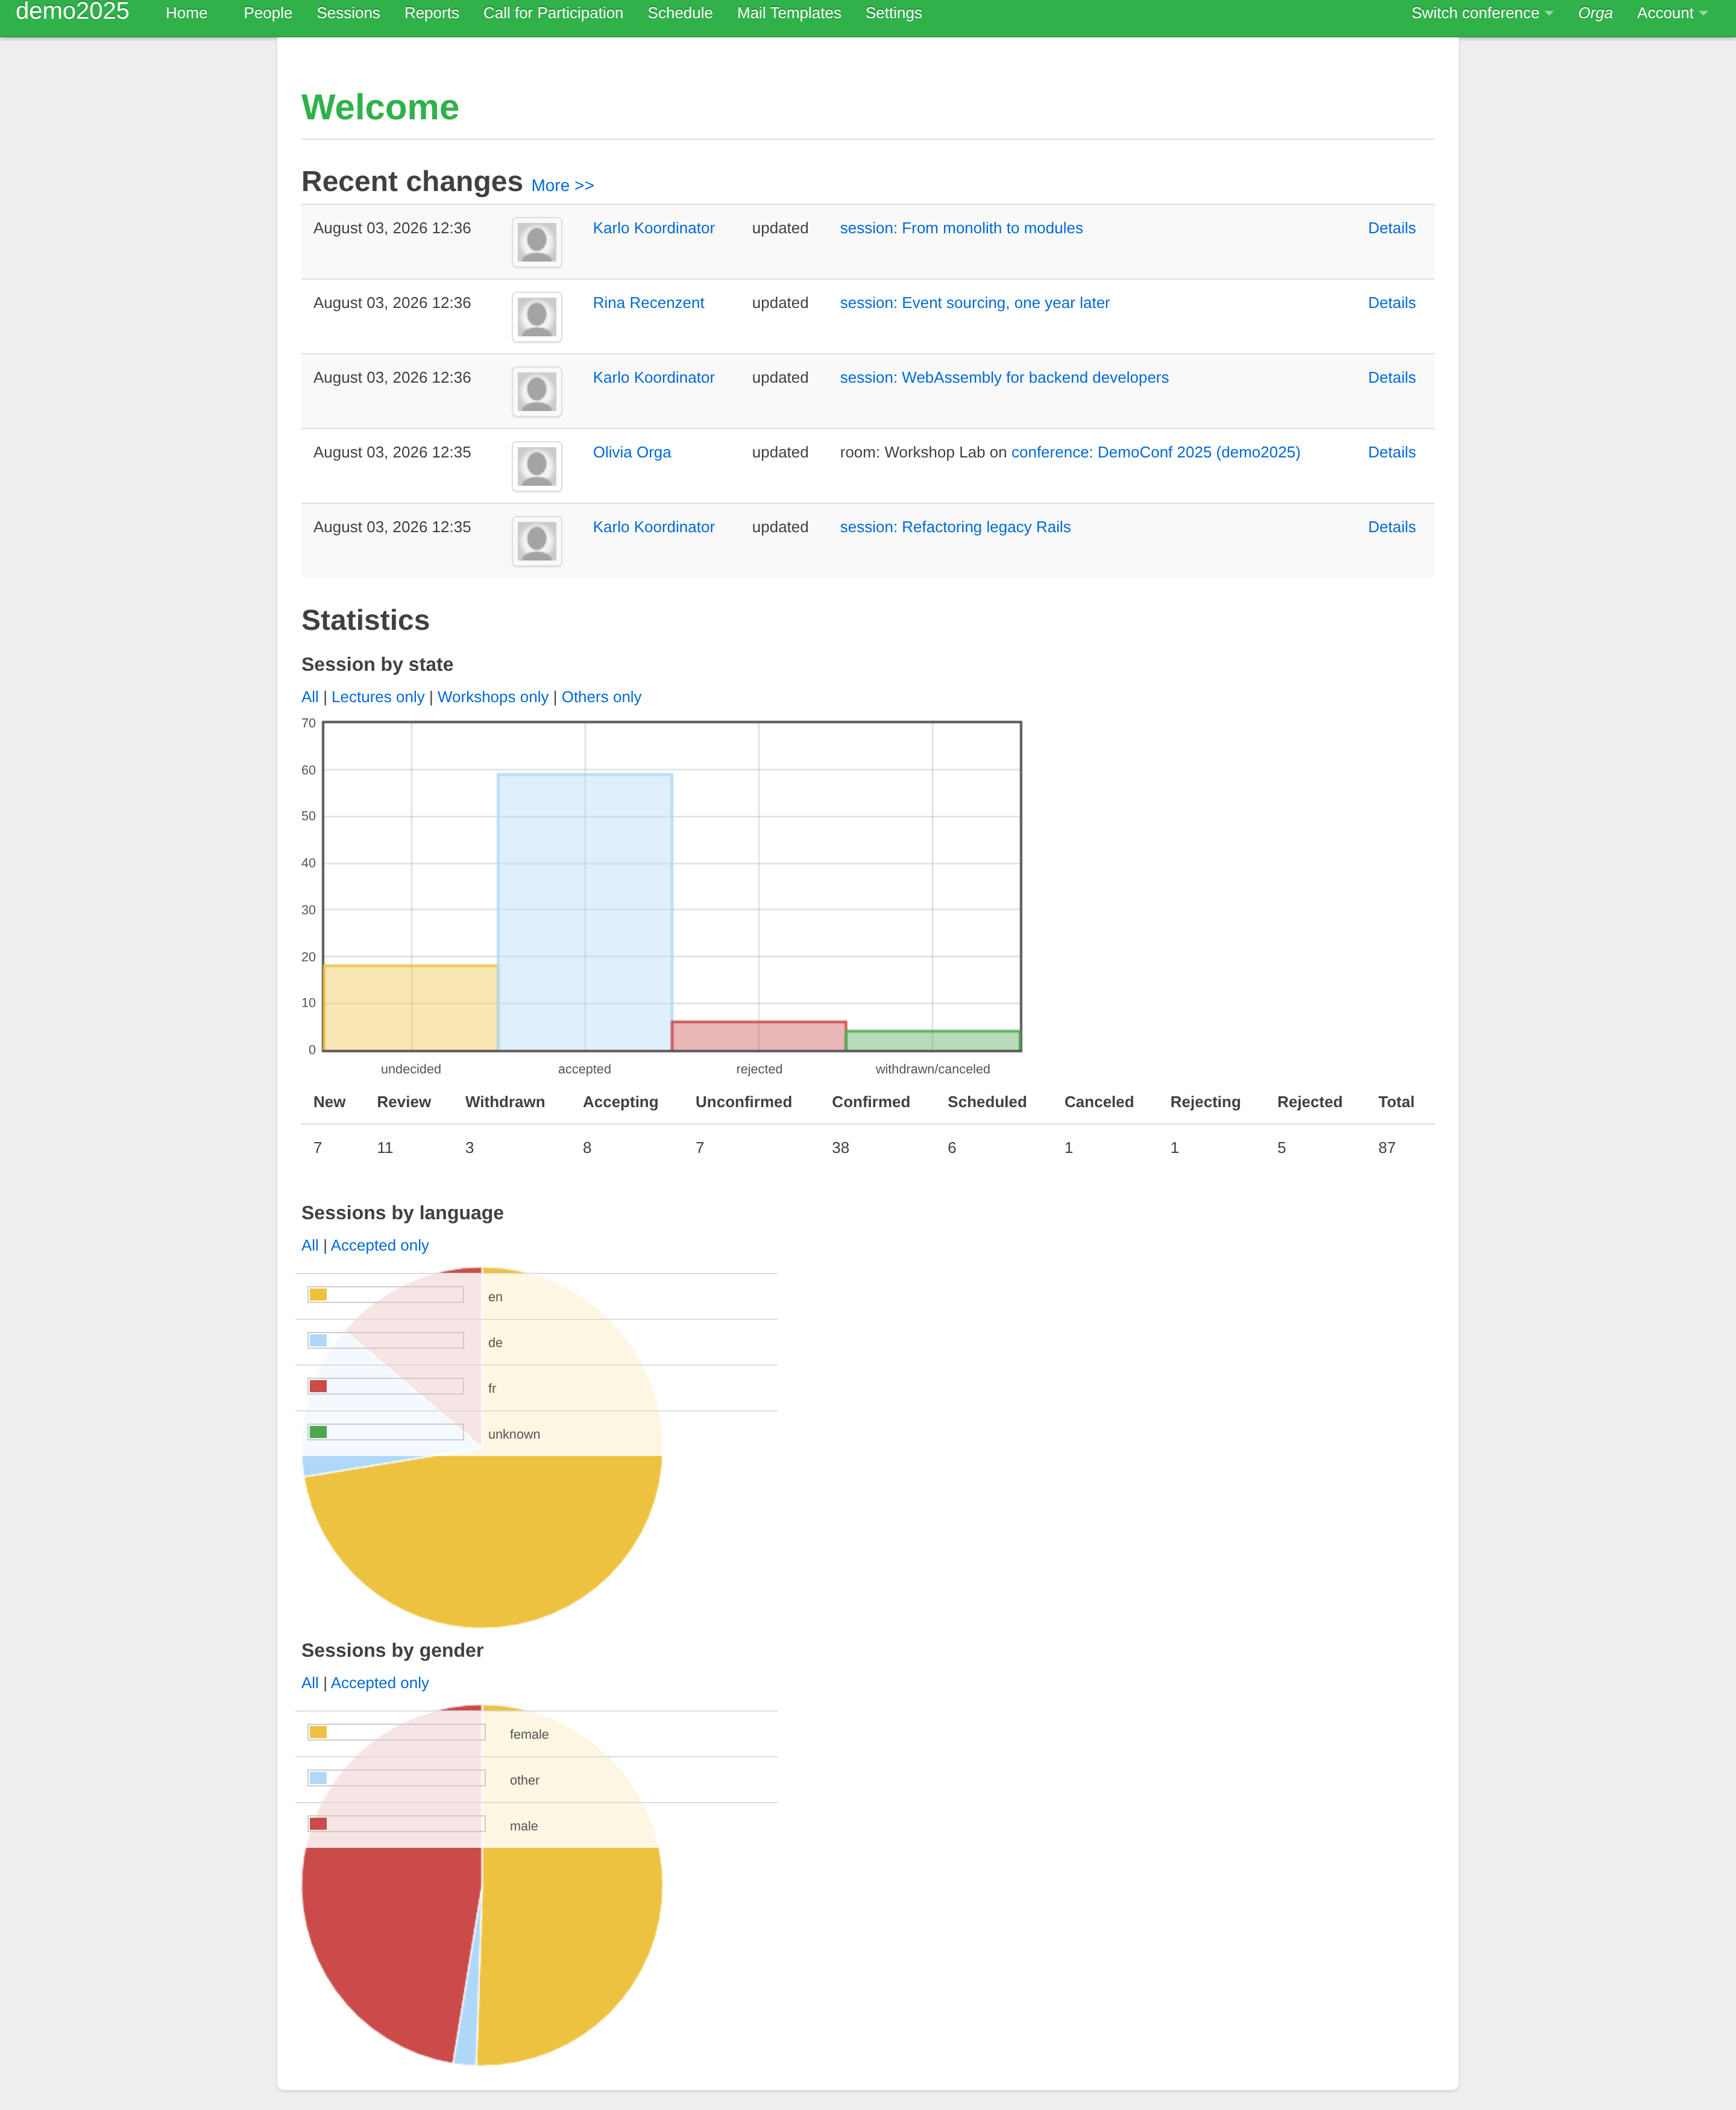 demo2025 Home People Sessions Reports Call for Participation Schedule Mail Templates Settings Switch conference Orga Account
Welcome
Recent changes More >>
August 03, 2026 12:36 Karlo Koordinator updated session: From monolith to modules Details
August 03, 2026 12:36 Rina Recenzent updated session: Event sourcing, one year later Details
August 03, 2026 12:36 Karlo Koordinator updated session: WebAssembly for backend developers Details
August 03, 2026 12:35 Olivia Orga updated room: Workshop Lab on conference: DemoConf 2025 (demo2025) Details
August 03, 2026 12:35 Karlo Koordinator updated session: Refactoring legacy Rails Details
Statistics
Session by state
All | Lectures only | Workshops only | Others only
70
60
50
40
30
20
10
0
undecided accepted rejected withdrawn/canceled
New Review Withdrawn Accepting Unconfirmed Confirmed Scheduled Canceled Rejecting Rejected Total
7 11 3 8 7 38 6 1 1 5 87
Sessions by language
All | Accepted only
en
de
fr
unknown
Sessions by gender
All | Accepted only
female
other
male